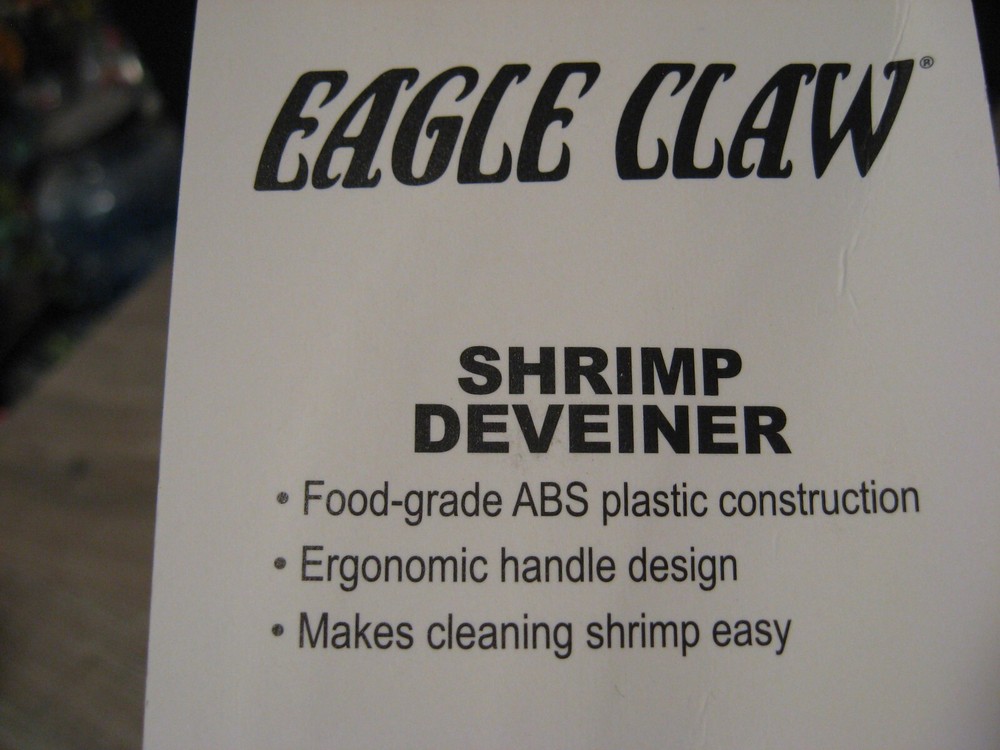 EAGLE CLAW®
SHRIMP
DEVEINER
• Food-grade ABS plastic construction
• Ergonomic handle design
• Makes cleaning shrimp easy